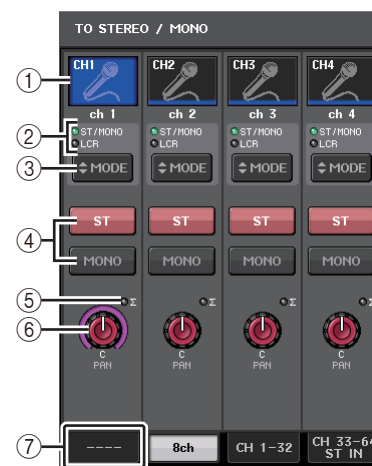 TO STEREO / MONO
CH1 CH2 CH3 CH4
ch 1 ch 2 ch 3 ch 4
ST/MONO ST/MONO ST/MONO ST/MONO
LCR LCR LCR LCR
MODE MODE MODE MODE
ST ST ST ST
MONO MONO MONO MONO
Σ Σ Σ Σ
C C C C
PAN PAN PAN PAN
---- 8ch CH 1-32 CH 33-64
ST IN
1
2
3
4
5
6
7